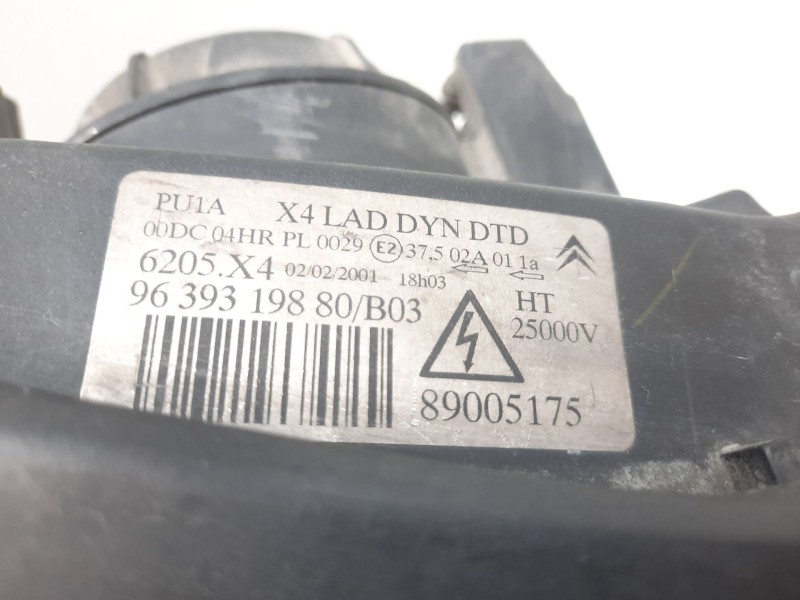 PU1A X4 LAD DYN DTD
00DC 04HR PL 0029 E2 37,5 02A 01 1a
6205.X4 02/02/2001 18h03
96 393 198 80/B03
HT
25000V
89005175